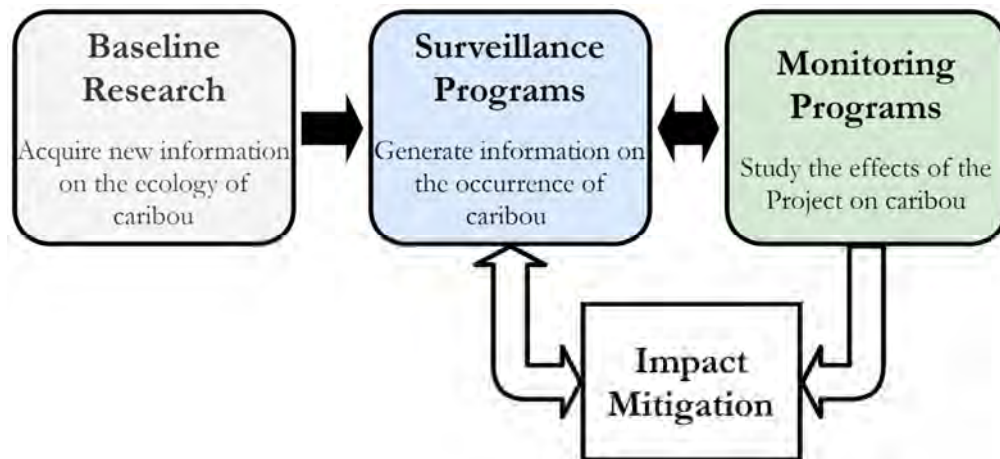 Baseline
Research
Acquire new information
on the ecology of
caribou
Surveillance
Programs
Generate information on
the occurrence of
caribou
Monitoring
Programs
Study the effects of the
Project on caribou
Impact
Mitigation